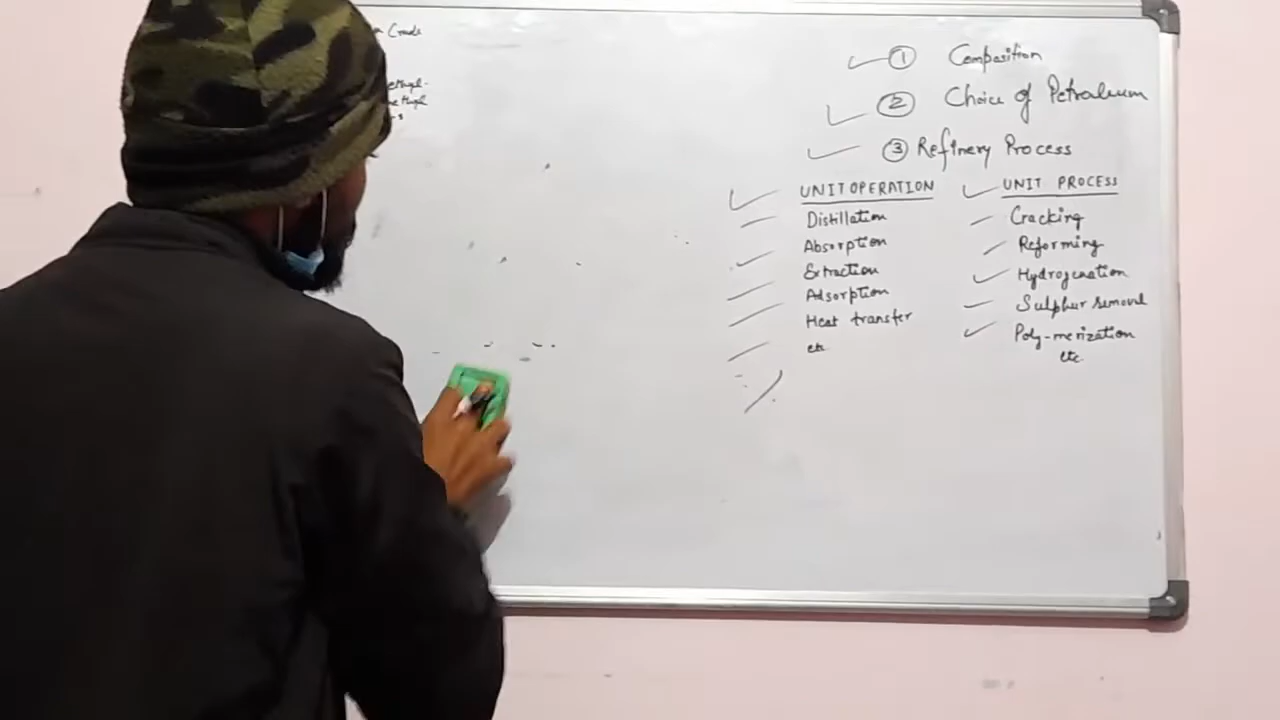 Crude
① Composition
② Choice of Petroleum
③ Refinery Process
UNIT OPERATION
Distillation
Absorption
Extraction
Adsorption
Heat transfer
etc
UNIT PROCESS
Cracking
Reforming
Hydrogenation
Sulphur removal
Poly-merization
etc